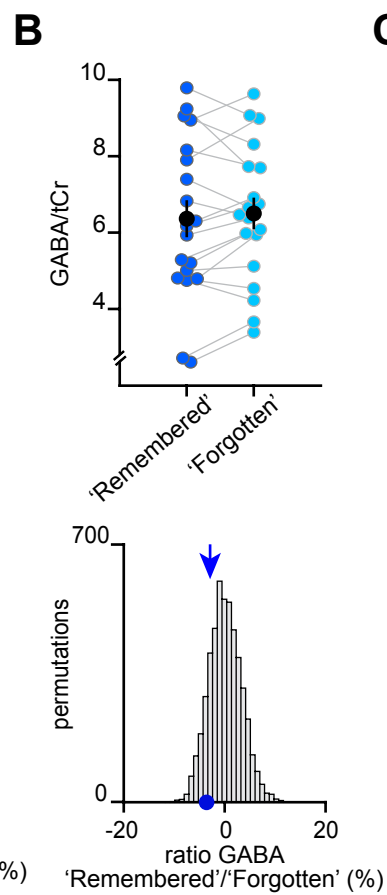 B
C
10
8
6
4
GABA/tCr
‘Remembered’
‘Forgotten’
700
0
permutations
-20
0
20
ratio GABA
‘Remembered’/‘Forgotten’ (%)
%)